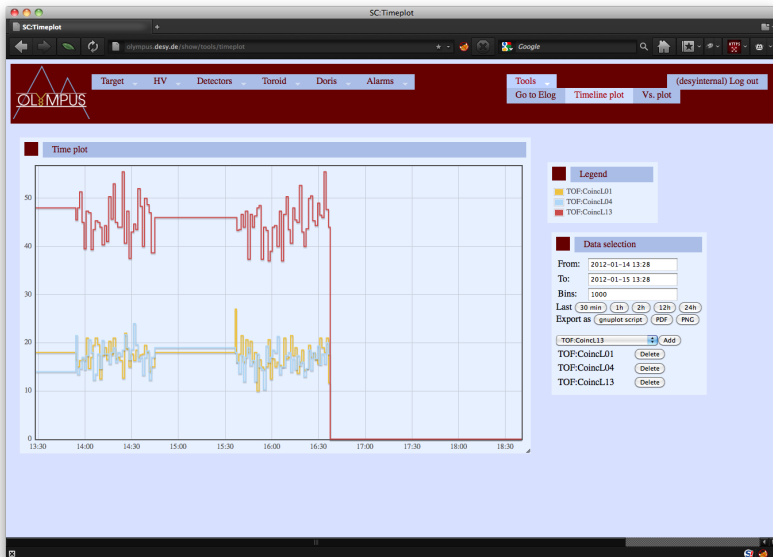 SC:Timeplot
SC:Timeplot +
olympus.desy.de/show/tools/timeplot Google
HTTPS
OLYMPUS
Target HV Detectors Toroid Doris Alarms Tools (desyinternal) Log out
Go to Elog Timeline plot Vs. plot
Time plot
50
40
30
20
10
0
13:30 14:00 14:30 15:00 15:30 16:00 16:30 17:00 17:30 18:00 18:30
Legend
TOF:CoincL01
TOF:CoincL04
TOF:CoincL13
Data selection
From: 2012-01-14 13:28
To: 2012-01-15 13:28
Bins: 1000
Last 30 min 1h 2h 12h 24h
Export as gnuplot script PDF PNG
TOF:CoincL13 Add
TOF:CoincL01 Delete
TOF:CoincL04 Delete
TOF:CoincL13 Delete